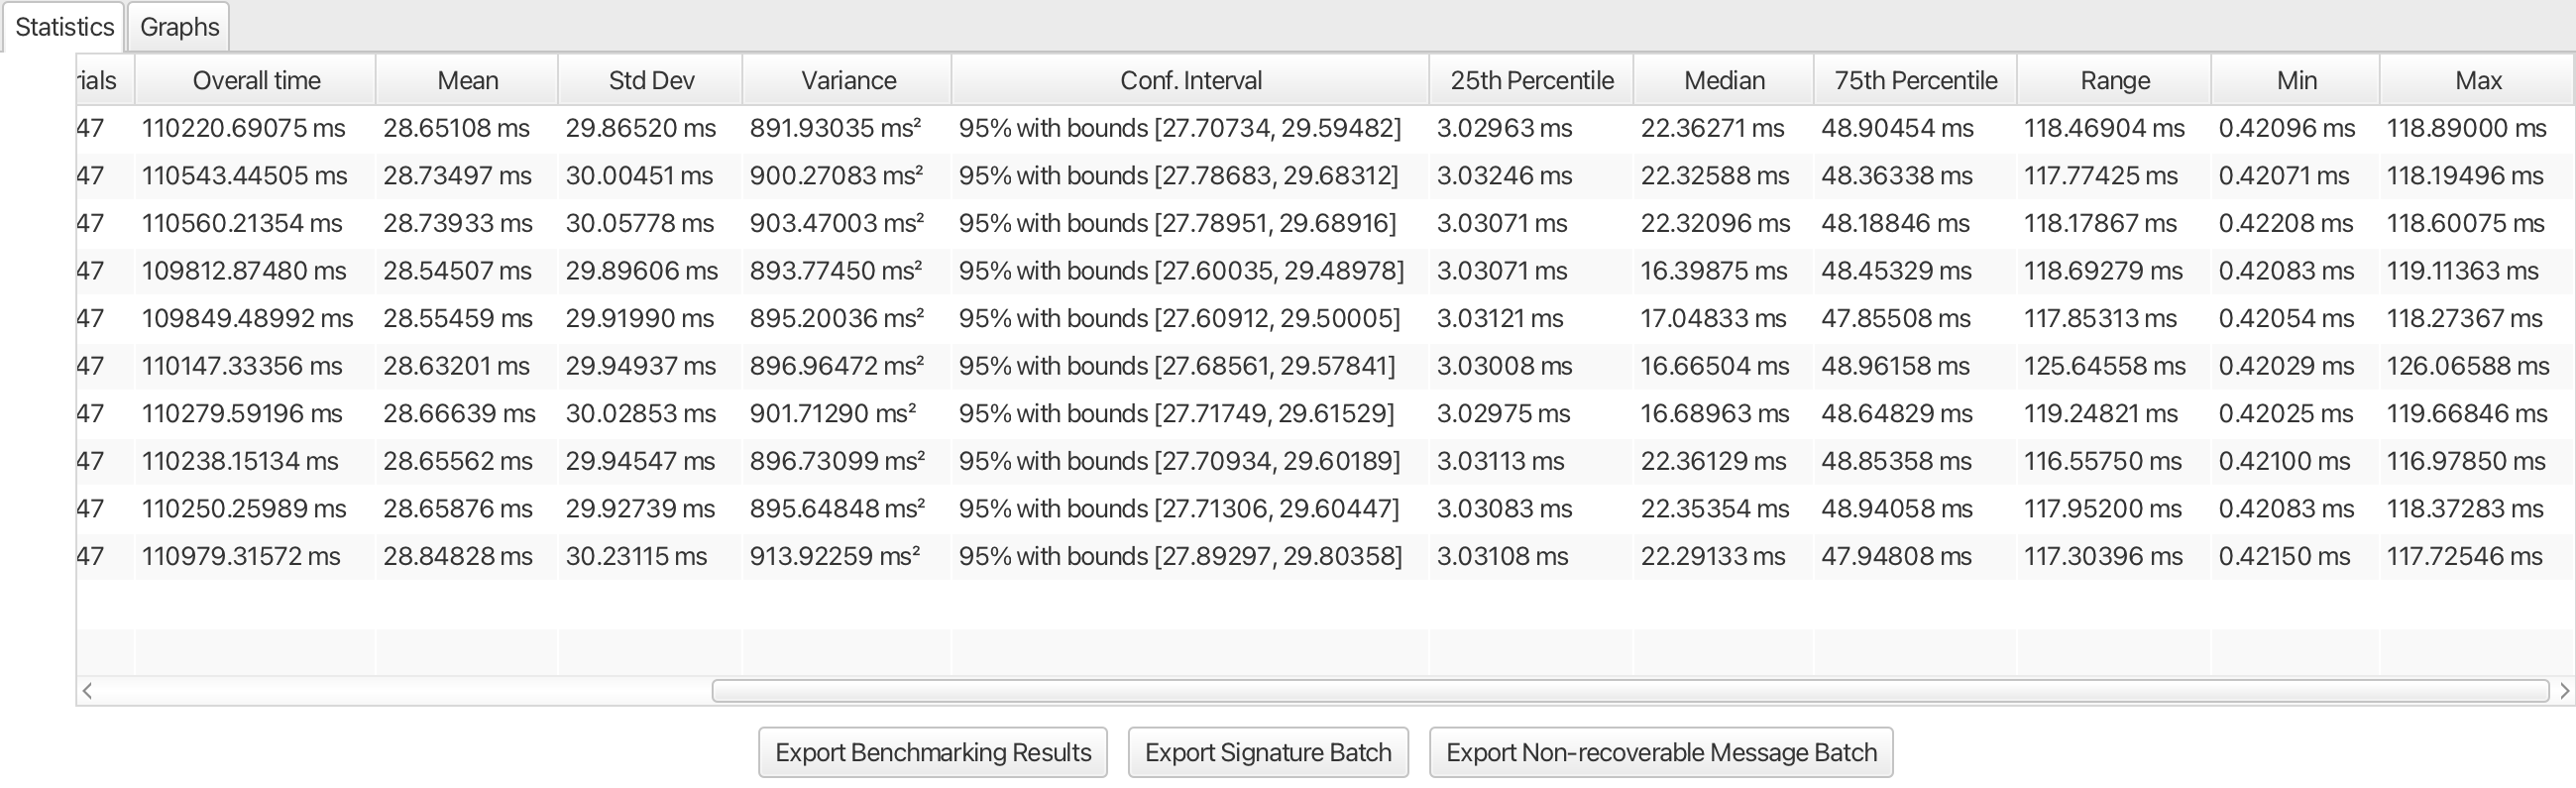 Statistics Graphs
rials Overall time Mean Std Dev Variance Conf. Interval 25th Percentile Median 75th Percentile Range Min Max
47 110220.69075 ms 28.65108 ms 29.86520 ms 891.93035 ms² 95% with bounds [27.70734, 29.59482] 3.02963 ms 22.36271 ms 48.90454 ms 118.46904 ms 0.42096 ms 118.89000 ms
47 110543.44505 ms 28.73497 ms 30.00451 ms 900.27083 ms² 95% with bounds [27.78683, 29.68312] 3.03246 ms 22.32588 ms 48.36338 ms 117.77425 ms 0.42071 ms 118.19496 ms
47 110560.21354 ms 28.73933 ms 30.05778 ms 903.47003 ms² 95% with bounds [27.78951, 29.68916] 3.03071 ms 22.32096 ms 48.18846 ms 118.17867 ms 0.42208 ms 118.60075 ms
47 109812.87480 ms 28.54507 ms 29.89606 ms 893.77450 ms² 95% with bounds [27.60035, 29.48978] 3.03071 ms 16.39875 ms 48.45329 ms 118.69279 ms 0.42083 ms 119.11363 ms
47 109849.48992 ms 28.55459 ms 29.91990 ms 895.20036 ms² 95% with bounds [27.60912, 29.50005] 3.03121 ms 17.04833 ms 47.85508 ms 117.85313 ms 0.42054 ms 118.27367 ms
47 110147.33356 ms 28.63201 ms 29.94937 ms 896.96472 ms² 95% with bounds [27.68561, 29.57841] 3.03008 ms 16.66504 ms 48.96158 ms 125.64558 ms 0.42029 ms 126.06588 ms
47 110279.59196 ms 28.66639 ms 30.02853 ms 901.71290 ms² 95% with bounds [27.71749, 29.61529] 3.02975 ms 16.68963 ms 48.64829 ms 119.24821 ms 0.42025 ms 119.66846 ms
47 110238.15134 ms 28.65562 ms 29.94547 ms 896.73099 ms² 95% with bounds [27.70934, 29.60189] 3.03113 ms 22.36129 ms 48.85358 ms 116.55750 ms 0.42100 ms 116.97850 ms
47 110250.25989 ms 28.65876 ms 29.92739 ms 895.64848 ms² 95% with bounds [27.71306, 29.60447] 3.03083 ms 22.35354 ms 48.94058 ms 117.95200 ms 0.42083 ms 118.37283 ms
47 110979.31572 ms 28.84828 ms 30.23115 ms 913.92259 ms² 95% with bounds [27.89297, 29.80358] 3.03108 ms 22.29133 ms 47.94808 ms 117.30396 ms 0.42150 ms 117.72546 ms
Export Benchmarking Results Export Signature Batch Export Non-recoverable Message Batch